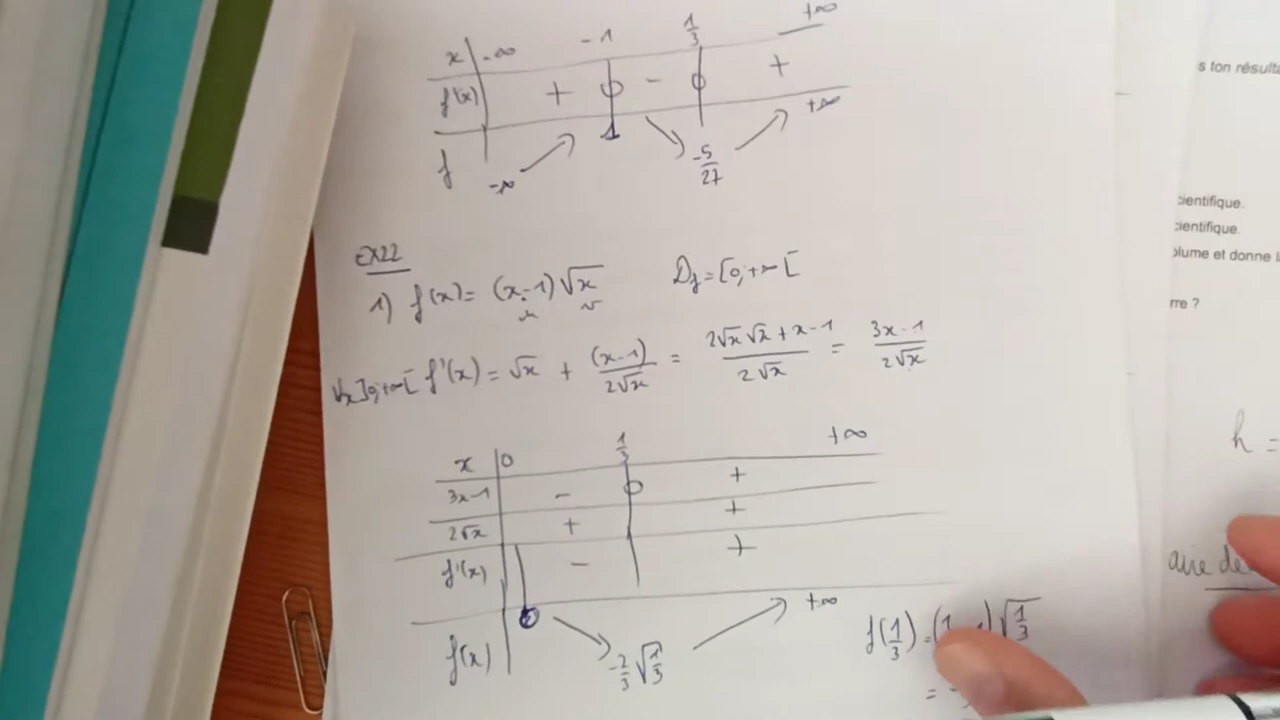 x -∞ -1 1/3 +∞
f'(x) + 0 - 0 +
f -∞ ↗ 1 ↘ -5/27 ↗ +∞
EX22
1) f(x) = (x-1)√x Df = [0;+∞[
u v
∀x ]0;+∞[ f'(x) = √x + (x-1)/2√x = (2√x √x + x-1)/2√x = (3x-1)/2√x
x 0 1/3 +∞
3x-1 - 0 +
2√x + +
f'(x) - +
f(x) 0 ↘ -2/3 √1/3 ↗ +∞
f(1/3) = (1 1) √1/3
= -
s ton résulta
cientifique.
cientifique.
olume et donne l
rre ?
h =
aire de